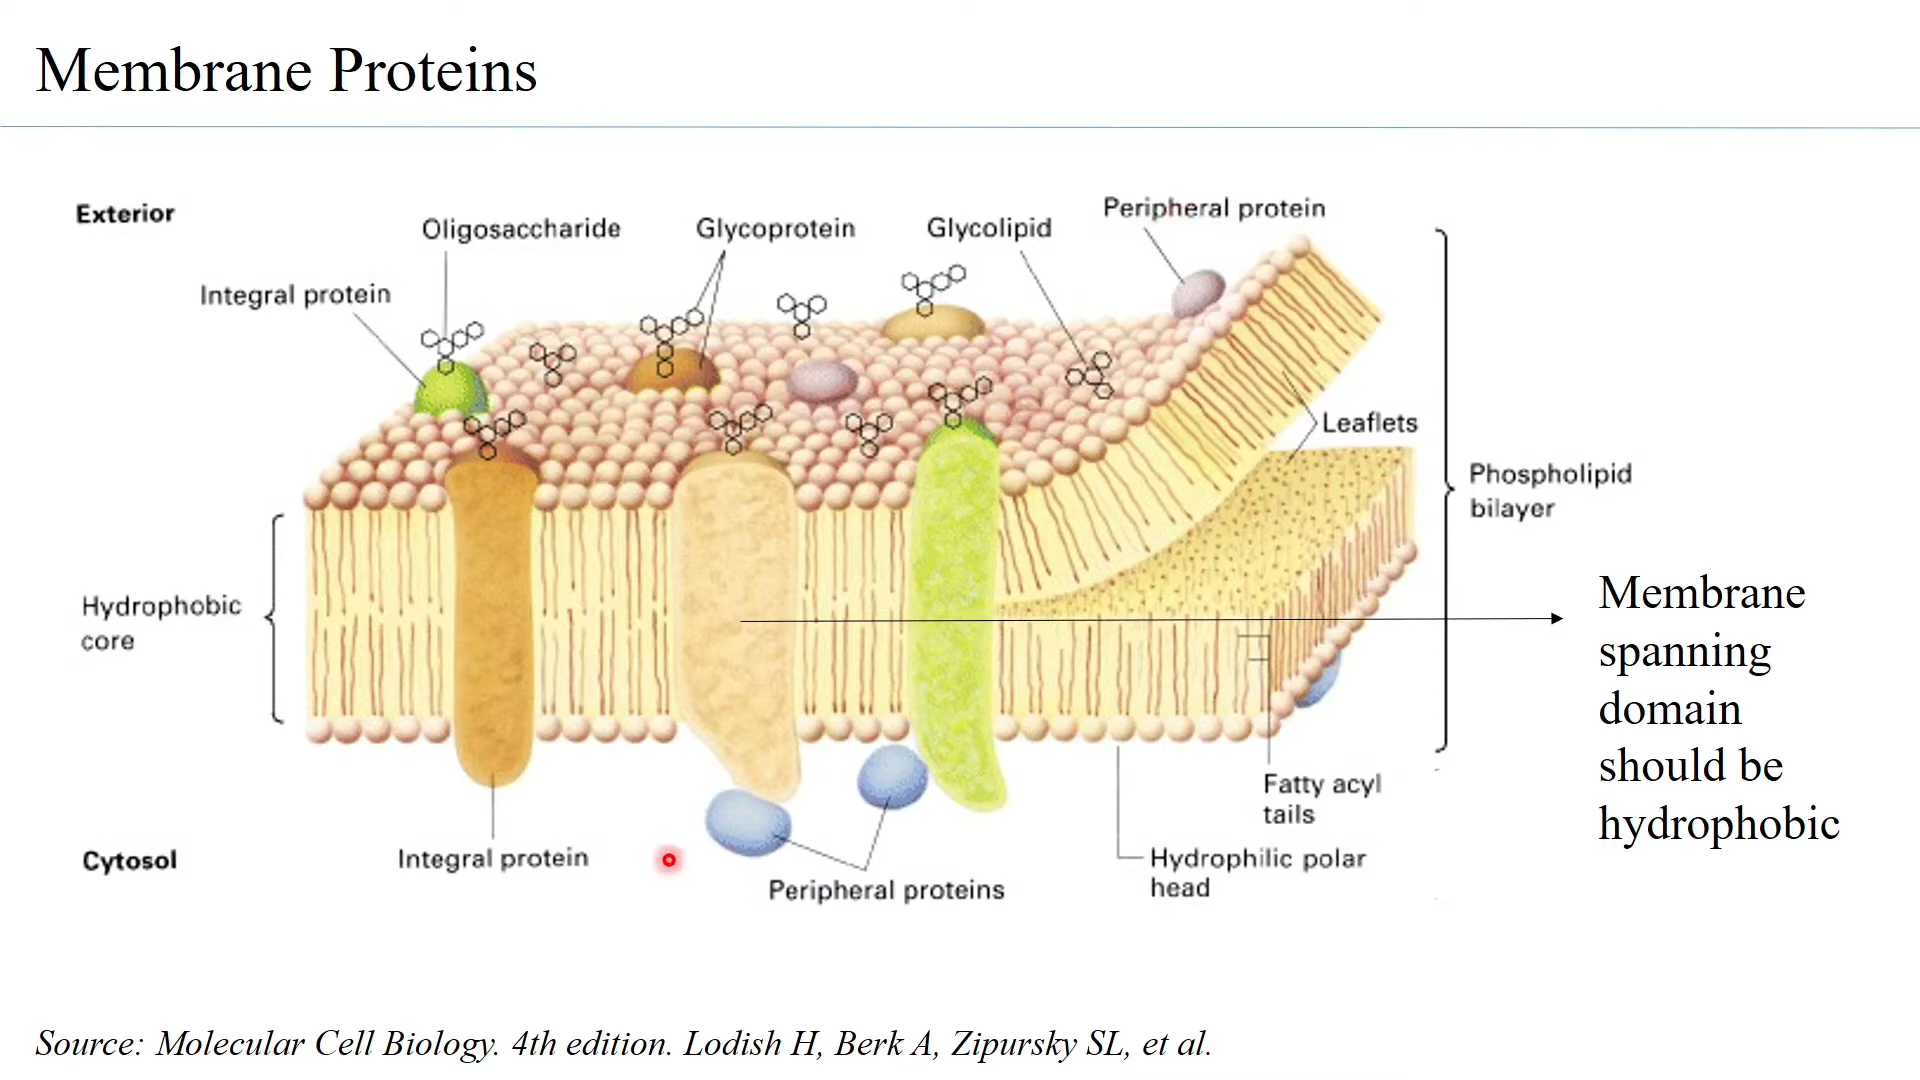 Membrane Proteins
Exterior
Oligosaccharide
Glycoprotein
Glycolipid
Peripheral protein
Integral protein
Leaflets
Phospholipid
bilayer
Hydrophobic
core
Membrane
spanning
domain
should be
hydrophobic
Fatty acyl
tails
Cytosol
Integral protein
Peripheral proteins
Hydrophilic polar
head
Source: Molecular Cell Biology. 4th edition. Lodish H, Berk A, Zipursky SL, et al.